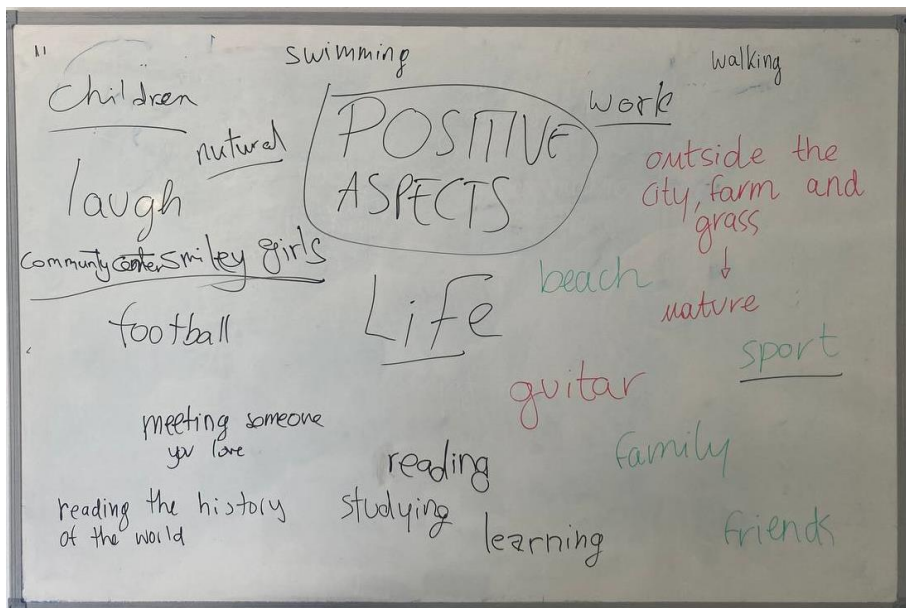 swimming
walking
children
POSITIVE
ASPECTS
work
nutural
outside the
city, farm and
grass
laugh
community center smiley girls
beach
nature
Life
football
sport
guitar
meeting someone
you love
family
reading
reading the history
of the world
studying
learning
friends